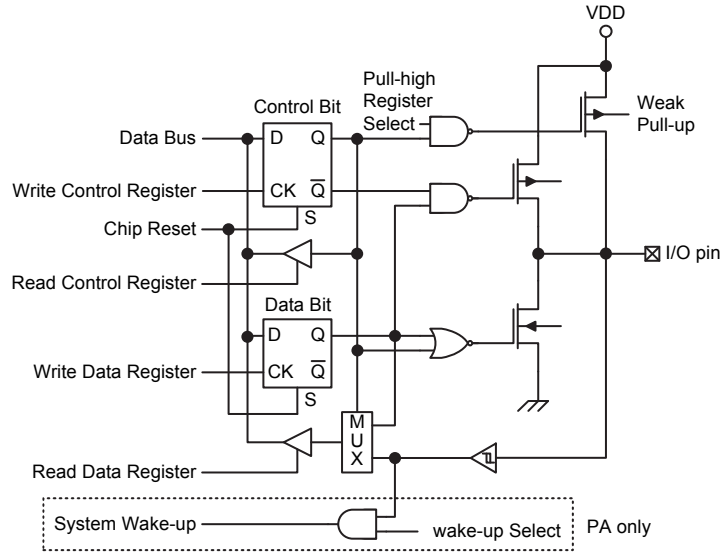 VDD
Pull-high
Register
Select
Weak
Pull-up
Control Bit
Data Bus
D
Q
Write Control Register
CK
Q̅
S
Chip Reset
I/O pin
Read Control Register
Data Bit
D
Q
Write Data Register
CK
Q̅
S
M
U
X
Read Data Register
System Wake-up
wake-up Select
PA only